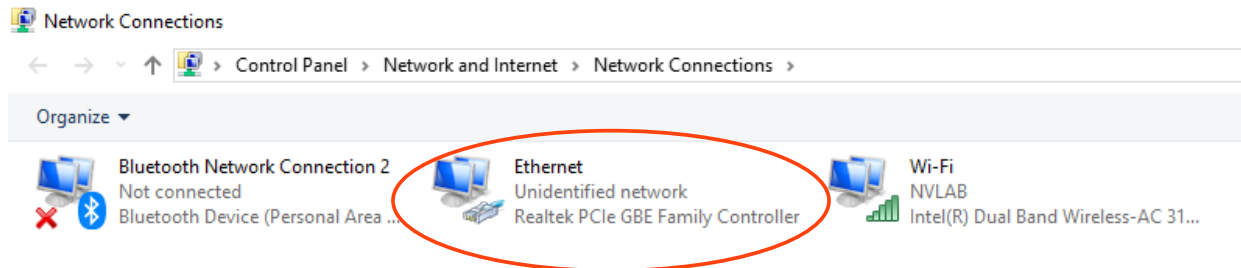 Network Connections
Control Panel > Network and Internet > Network Connections >
Organize
Bluetooth Network Connection 2
Not connected
Bluetooth Device (Personal Area ...
Ethernet
Unidentified network
Realtek PCIe GBE Family Controller
Wi-Fi
NVLAB
Intel(R) Dual Band Wireless-AC 31...